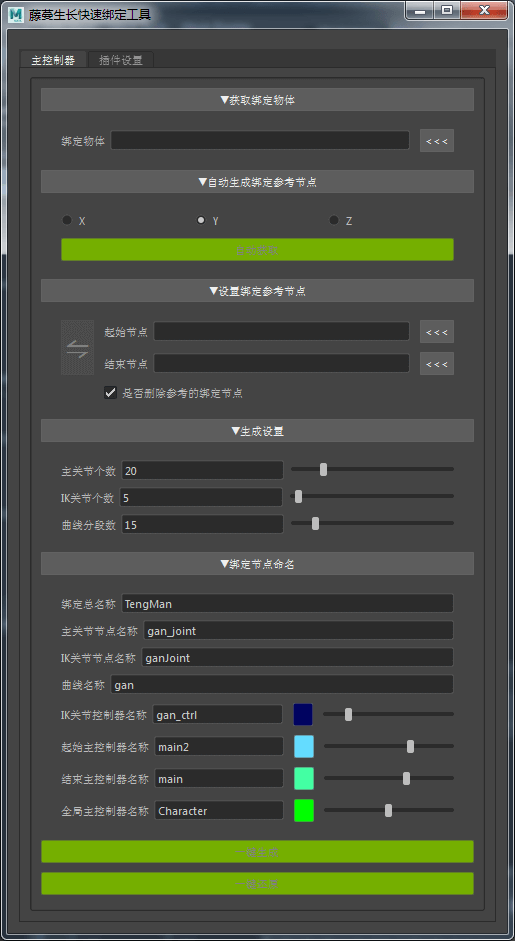 藤蔓生长快速绑定工具
主控制器 插件设置
▼获取绑定物体
绑定物体 <<<
▼自动生成绑定参考节点
X Y Z
▼设置绑定参考节点
起始节点 <<<
结束节点 <<<
是否删除参考的绑定节点
▼生成设置
主关节个数 20
IK关节个数 5
曲线分段数 15
▼绑定节点命名
绑定总名称 TengMan
主关节节点名称 gan_joint
IK关节节点名称 ganJoint
曲线名称 gan
IK关节控制器名称 gan_ctrl
起始主控制器名称 main2
结束主控制器名称 main
全局主控制器名称 Character